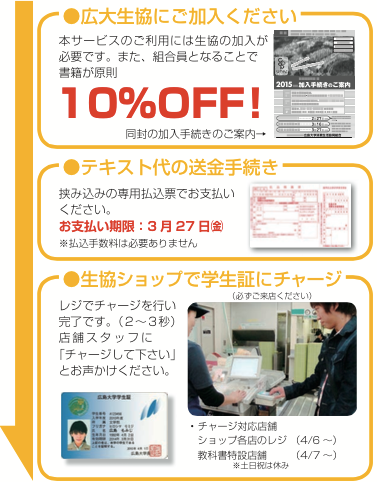 ●広大生協にご加入ください
本サービスのご利用には生協の加入が
必要です。また、組合員となることで
書籍が原則
10%OFF!
同封の加入手続きのご案内→
2015 加入手続きのご案内
●テキスト代の送金手続き
挟み込みの専用払込票でお支払い
ください。
お支払い期限：3月27日㈮
※払込手数料は必要ありません
●生協ショップで学生証にチャージ
（必ずご来店ください）
レジでチャージを行い
完了です。（2～3秒）
店舗スタッフに
「チャージして下さい」
とお声かけください。
広島大学学生証
・チャージ対応店舗
ショップ各店のレジ （4/6～）
教科書特設店舗 （4/7～）
※土日祝は休み